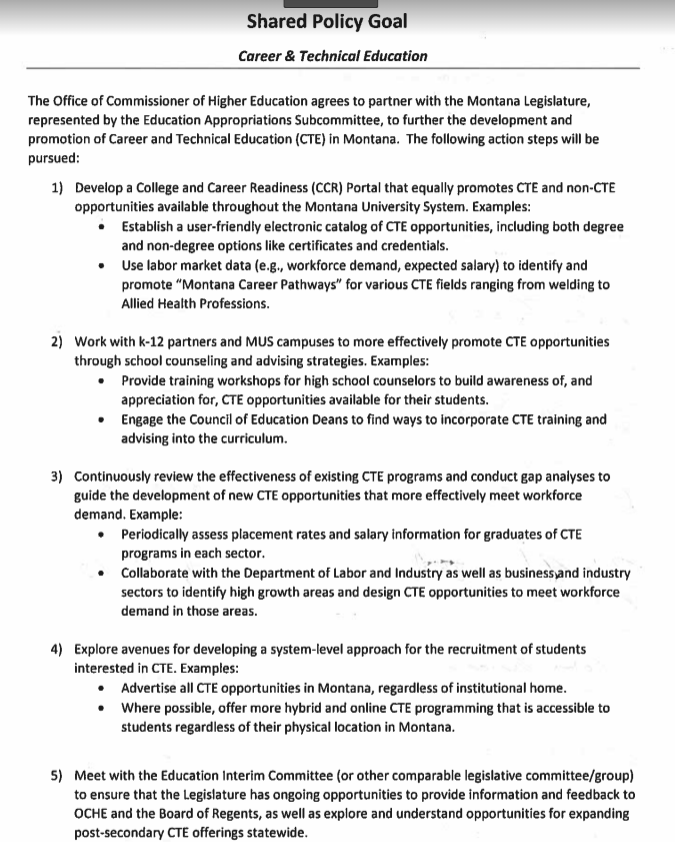 Shared Policy Goal
Career & Technical Education
The Office of Commissioner of Higher Education agrees to partner with the Montana Legislature,
represented by the Education Appropriations Subcommittee, to further the development and
promotion of Career and Technical Education (CTE) in Montana. The following action steps will be
pursued:
1) Develop a College and Career Readiness (CCR) Portal that equally promotes CTE and non-CTE
opportunities available throughout the Montana University System. Examples:
• Establish a user-friendly electronic catalog of CTE opportunities, including both degree
and non-degree options like certificates and credentials.
• Use labor market data (e.g., workforce demand, expected salary) to identify and
promote “Montana Career Pathways” for various CTE fields ranging from welding to
Allied Health Professions.
2) Work with k-12 partners and MUS campuses to more effectively promote CTE opportunities
through school counseling and advising strategies. Examples:
• Provide training workshops for high school counselors to build awareness of, and
appreciation for, CTE opportunities available for their students.
• Engage the Council of Education Deans to find ways to incorporate CTE training and
advising into the curriculum.
3) Continuously review the effectiveness of existing CTE programs and conduct gap analyses to
guide the development of new CTE opportunities that more effectively meet workforce
demand. Example:
• Periodically assess placement rates and salary information for graduates of CTE
programs in each sector.
• Collaborate with the Department of Labor and Industry as well as business and industry
sectors to identify high growth areas and design CTE opportunities to meet workforce
demand in those areas.
4) Explore avenues for developing a system-level approach for the recruitment of students
interested in CTE. Examples:
• Advertise all CTE opportunities in Montana, regardless of institutional home.
• Where possible, offer more hybrid and online CTE programming that is accessible to
students regardless of their physical location in Montana.
5) Meet with the Education Interim Committee (or other comparable legislative committee/group)
to ensure that the Legislature has ongoing opportunities to provide information and feedback to
OCHE and the Board of Regents, as well as explore and understand opportunities for expanding
post-secondary CTE offerings statewide.